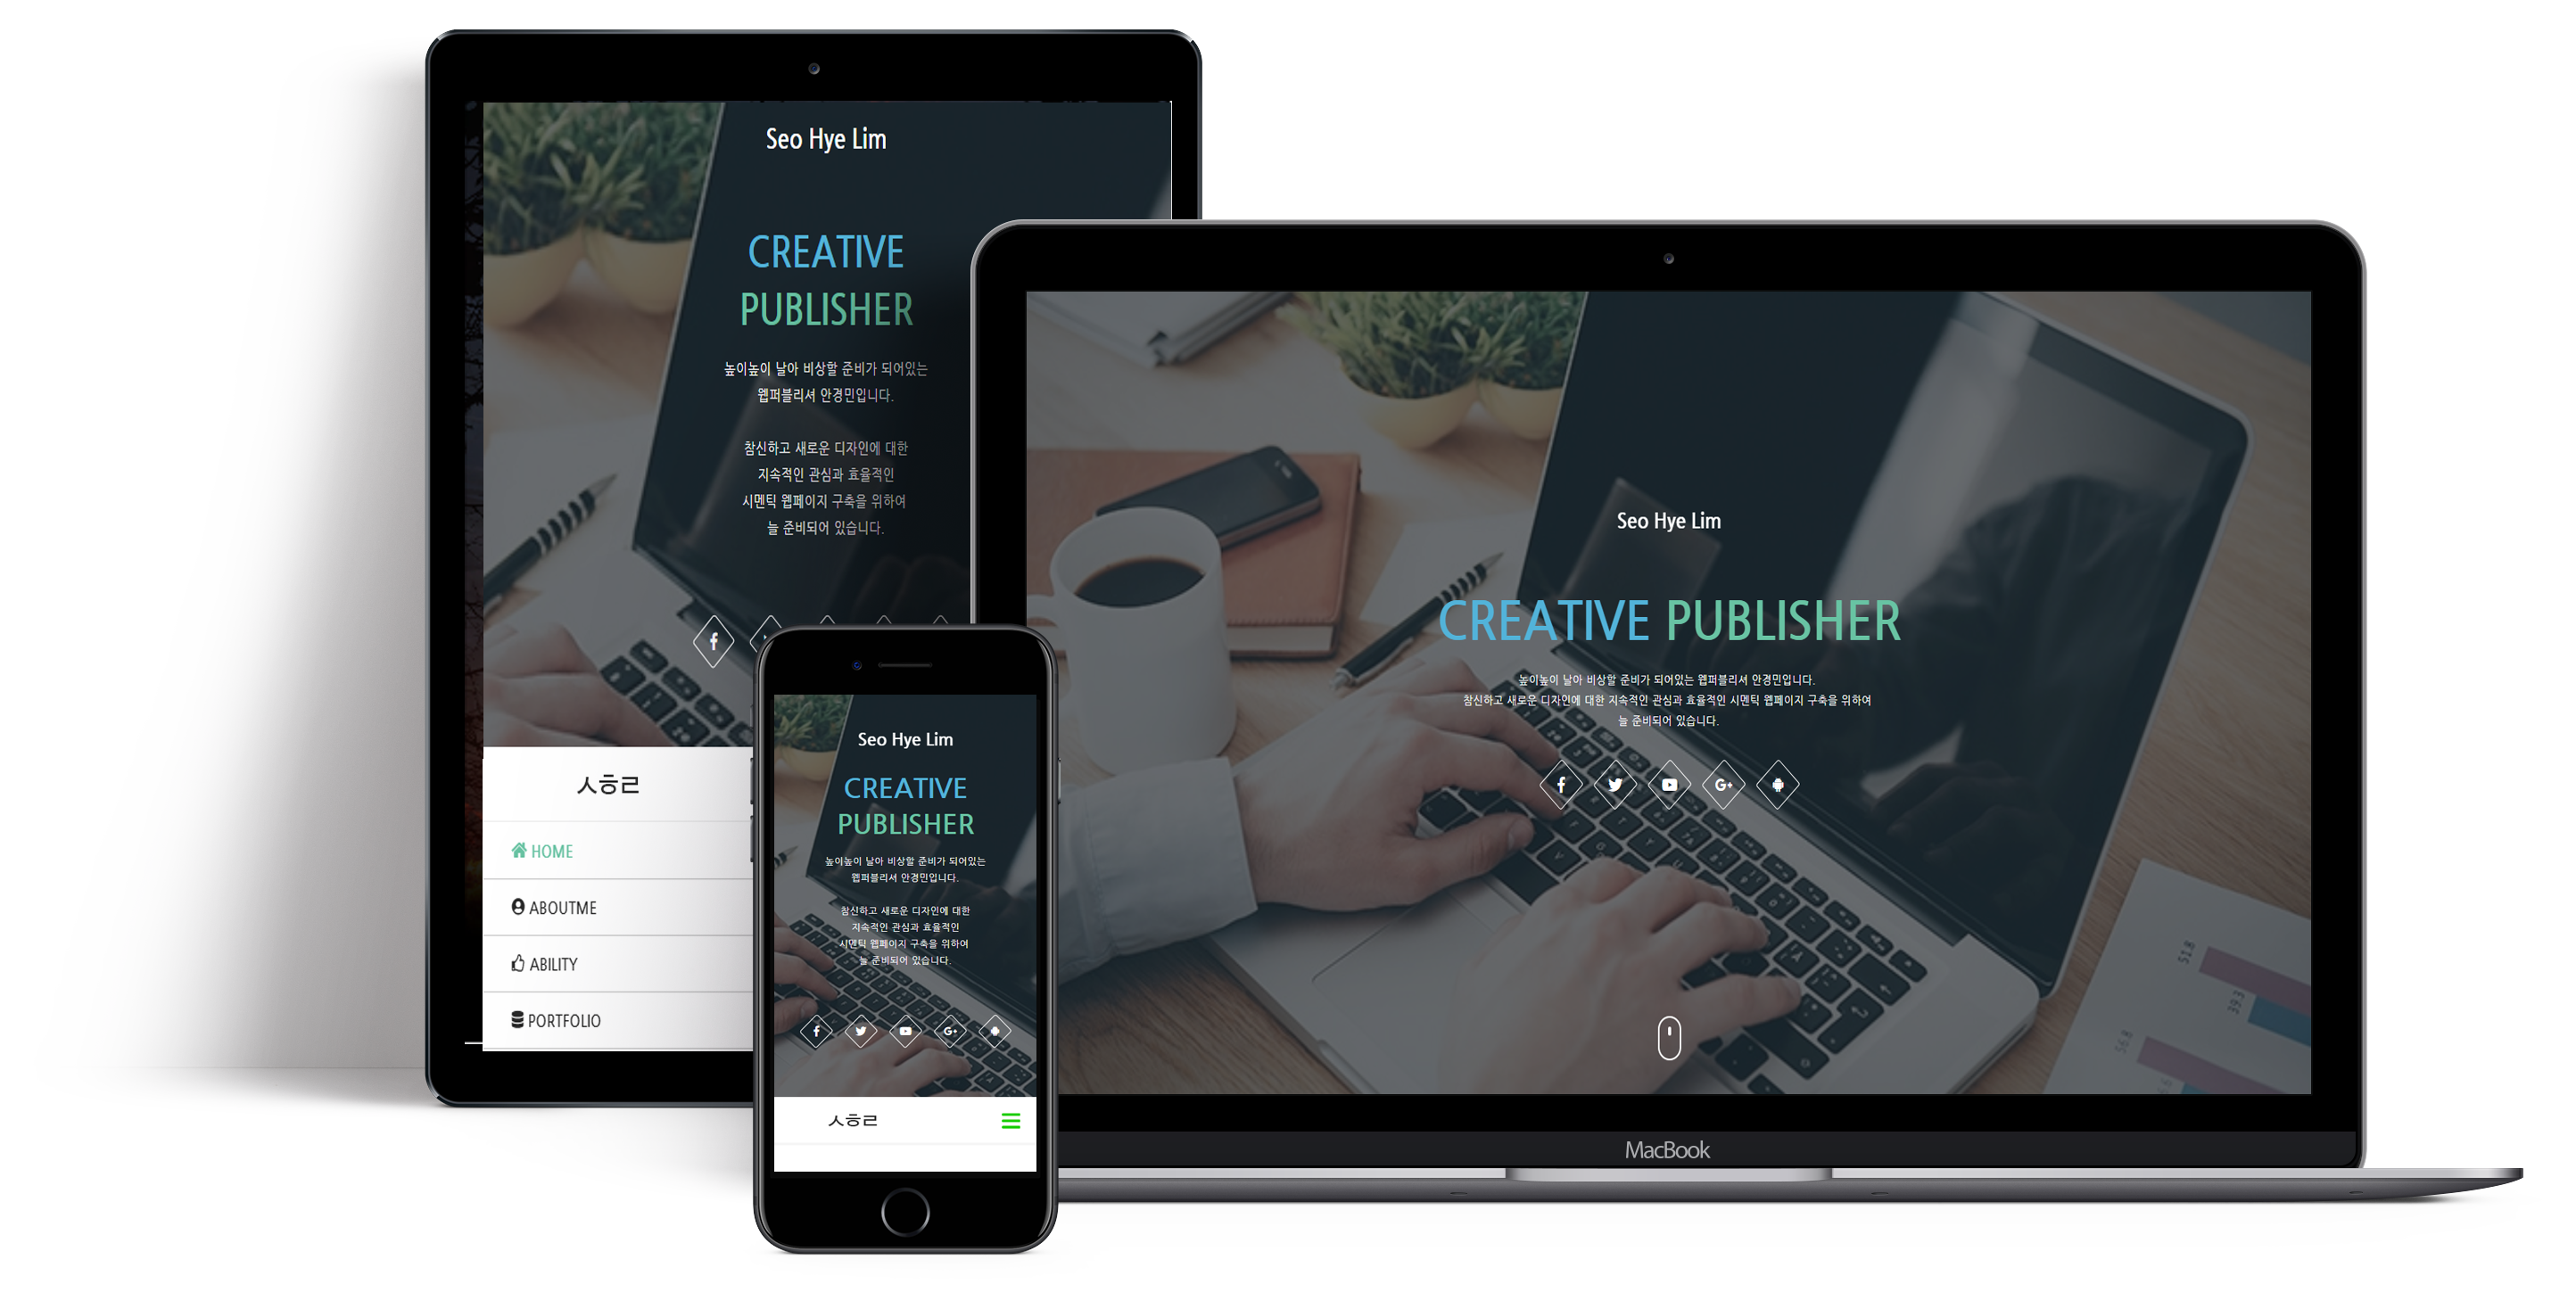 Seo Hye Lim
CREATIVE
PUBLISHER
높이높이 날아 비상할 준비가 되어있는
웹퍼블리셔 안경민입니다.
참신하고 새로운 디자인에 대한
지속적인 관심과 효율적인
시멘틱 웹페이지 구축을 위하여
늘 준비되어 있습니다.
ㅅㅎㄹ
HOME
ABOUTME
ABILITY
PORTFOLIO
Seo Hye Lim
CREATIVE
PUBLISHER
높이높이 날아 비상할 준비가 되어있는
웹퍼블리셔 안경민입니다.
참신하고 새로운 디자인에 대한
지속적인 관심과 효율적인
시멘틱 웹페이지 구축을 위하여
늘 준비되어 있습니다.
G+
ㅅㅎㄹ
Seo Hye Lim
CREATIVE PUBLISHER
높이높이 날아 비상할 준비가 되어있는 웹퍼블리셔 안경민입니다.
참신하고 새로운 디자인에 대한 지속적인 관심과 효율적인 시멘틱 웹페이지 구축을 위하여
늘 준비되어 있습니다.
G+
51.8
39.3
56.8
MacBook